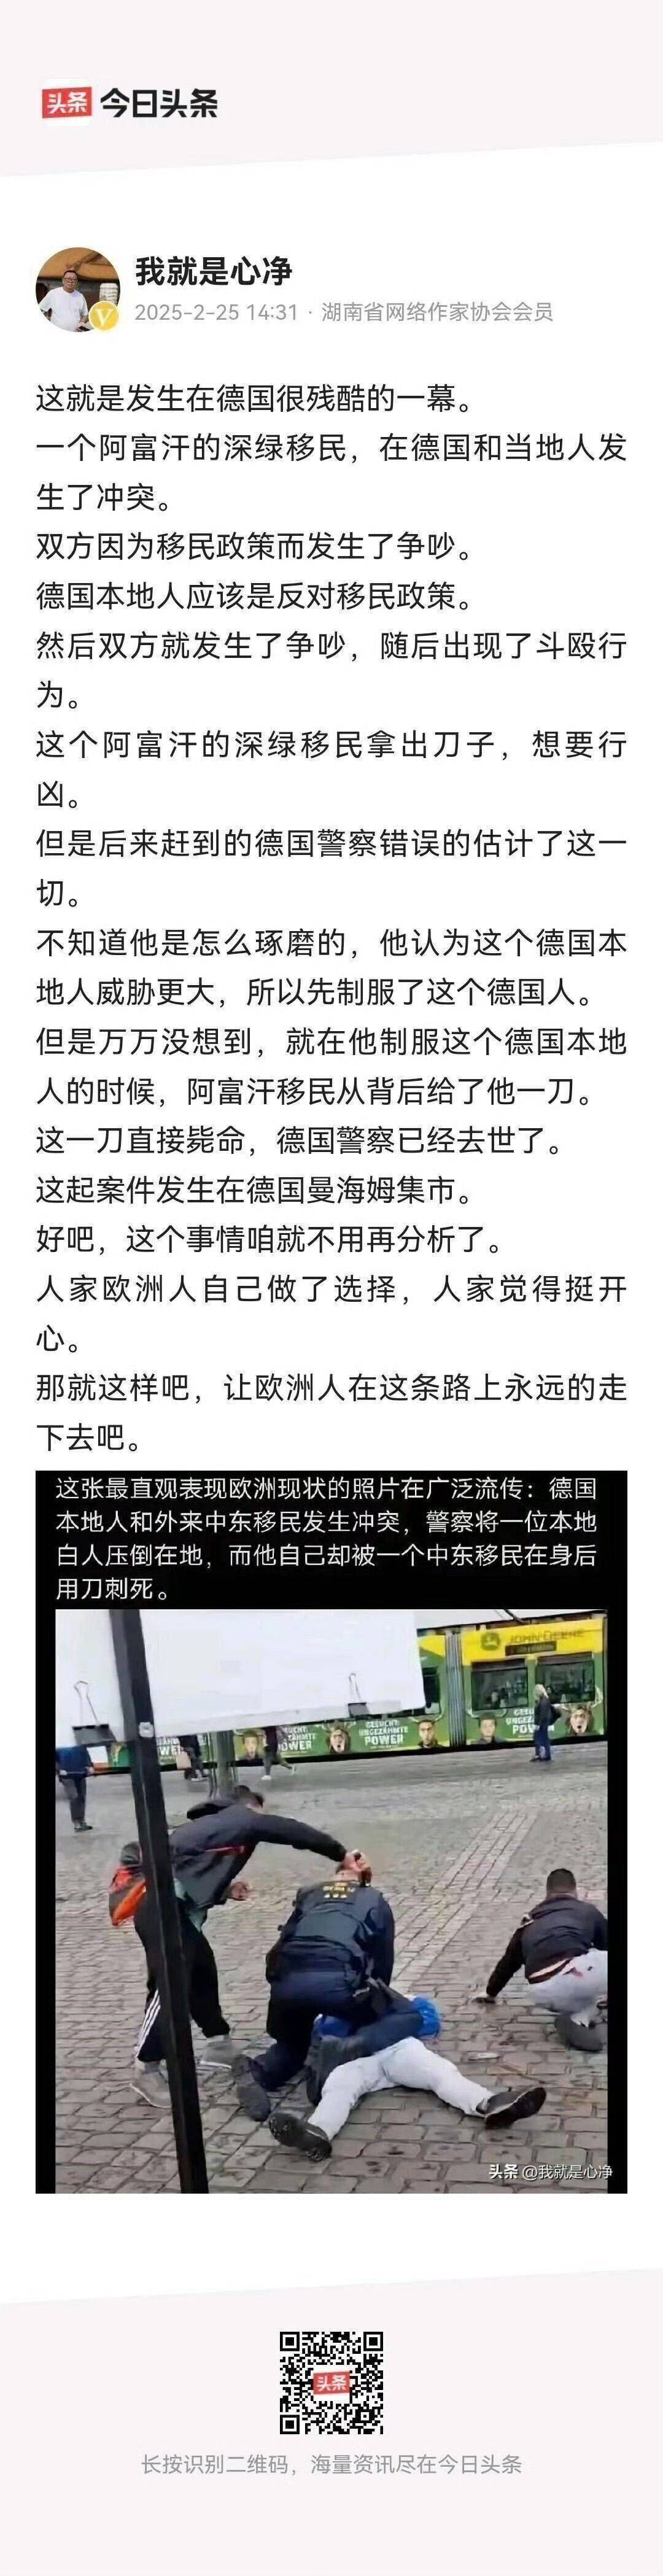 头条 今日头条
我就是心净
V
2025-2-25 14:31 · 湖南省网络作家协会会员
这就是发生在德国很残酷的一幕。
一个阿富汗的深绿移民，在德国和当地人发
生了冲突。
双方因为移民政策而发生了争吵。
德国本地人应该是反对移民政策。
然后双方就发生了争吵，随后出现了斗殴行
为。
这个阿富汗的深绿移民拿出刀子，想要行
凶。
但是后来赶到的德国警察错误的估计了这一
切。
不知道他是怎么琢磨的，他认为这个德国本
地人威胁更大，所以先制服了这个德国人。
但是万万没想到，就在他制服这个德国本地
人的时候，阿富汗移民从背后给了他一刀。
这一刀直接毙命，德国警察已经去世了。
这起案件发生在德国曼海姆集市。
好吧，这个事情咱就不用再分析了。
人家欧洲人自己做了选择，人家觉得挺开
心。
那就这样吧，让欧洲人在这条路上永远的走
下去吧。
这张最直观表现欧洲现状的照片在广泛流传：德国
本地人和外来中东移民发生冲突，警察将一位本地
白人压倒在地，而他自己却被一个中东移民在身后
用刀刺死。
JOHN DEERE
GESUCHT:
UNGEZÄHMTE
POWER
GESUCHT:
UNGEZÄHMTE
POWER
头条 @我就是心净
头条
长按识别二维码，海量资讯尽在今日头条